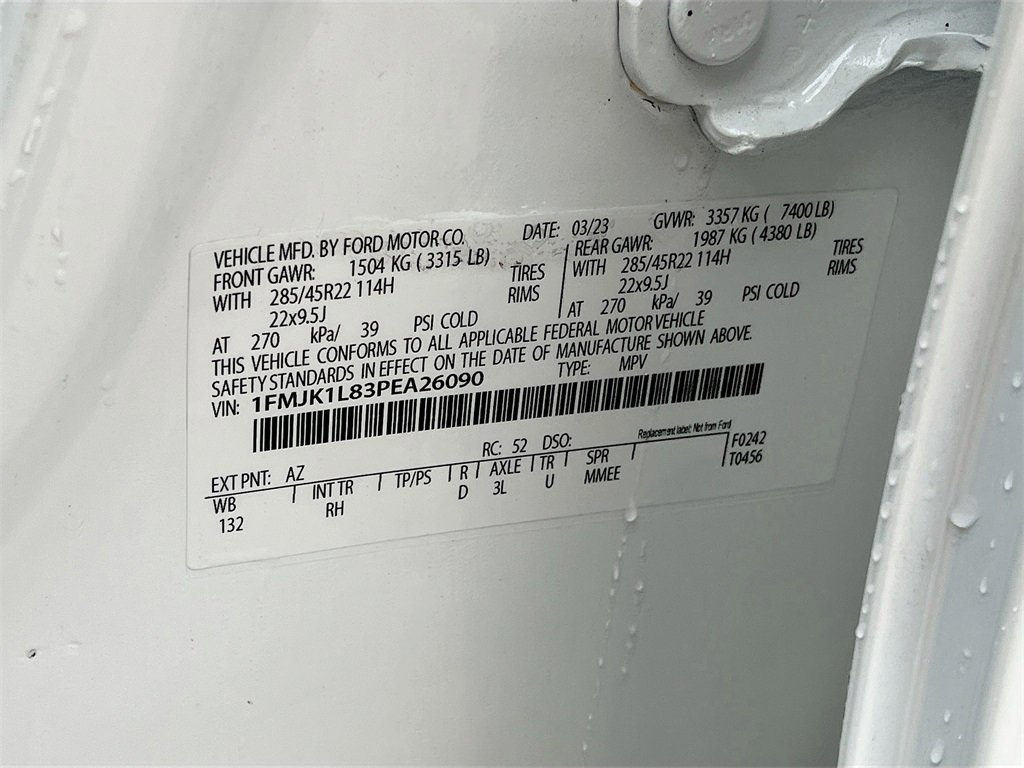 VEHICLE MFD. BY FORD MOTOR CO. DATE: 03/23 GVWR: 3357 KG ( 7400 LB)
FRONT GAWR: 1504 KG ( 3315 LB) REAR GAWR: 1987 KG ( 4380 LB)
WITH 285/45R22 114H TIRES WITH 285/45R22 114H TIRES
22x9.5J RIMS 22x9.5J RIMS
AT 270 kPa/ 39 PSI COLD AT 270 kPa/ 39 PSI COLD
THIS VEHICLE CONFORMS TO ALL APPLICABLE FEDERAL MOTOR VEHICLE
SAFETY STANDARDS IN EFFECT ON THE DATE OF MANUFACTURE SHOWN ABOVE.
VIN: 1FMJK1L83PEA26090 TYPE: MPV
Replacement label: Not from Ford
EXT PNT: AZ RC: 52 DSO: F0242
WB INT TR TP/PS R AXLE TR SPR T0456
132 RH D 3L U MMEE